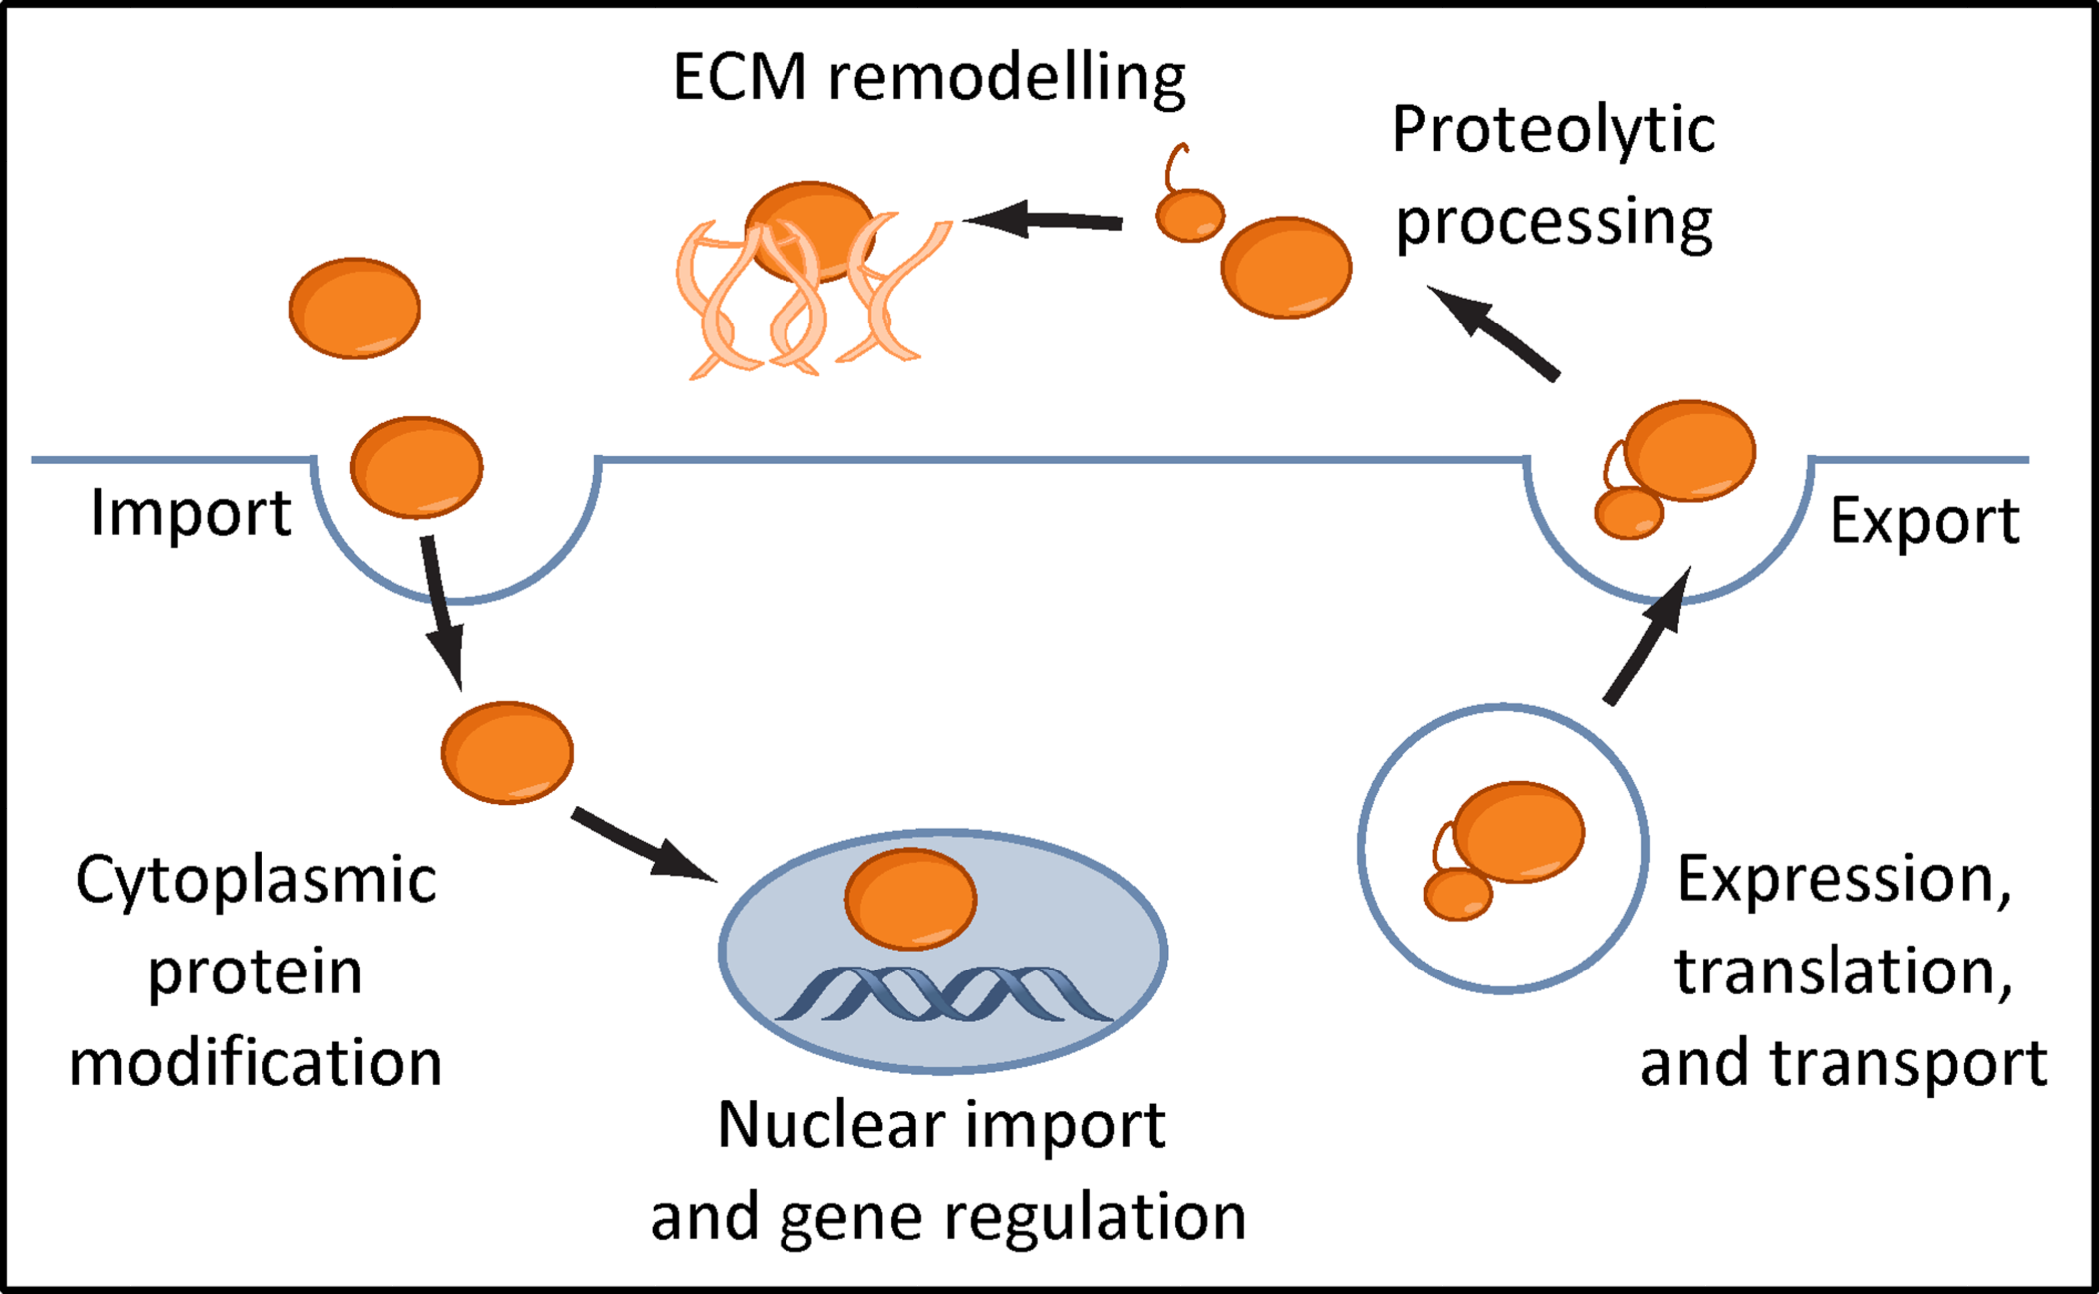 ECM remodelling
Proteolytic
processing
Import
Export
Cytoplasmic
protein
modification
Expression,
translation,
and transport
Nuclear import
and gene regulation